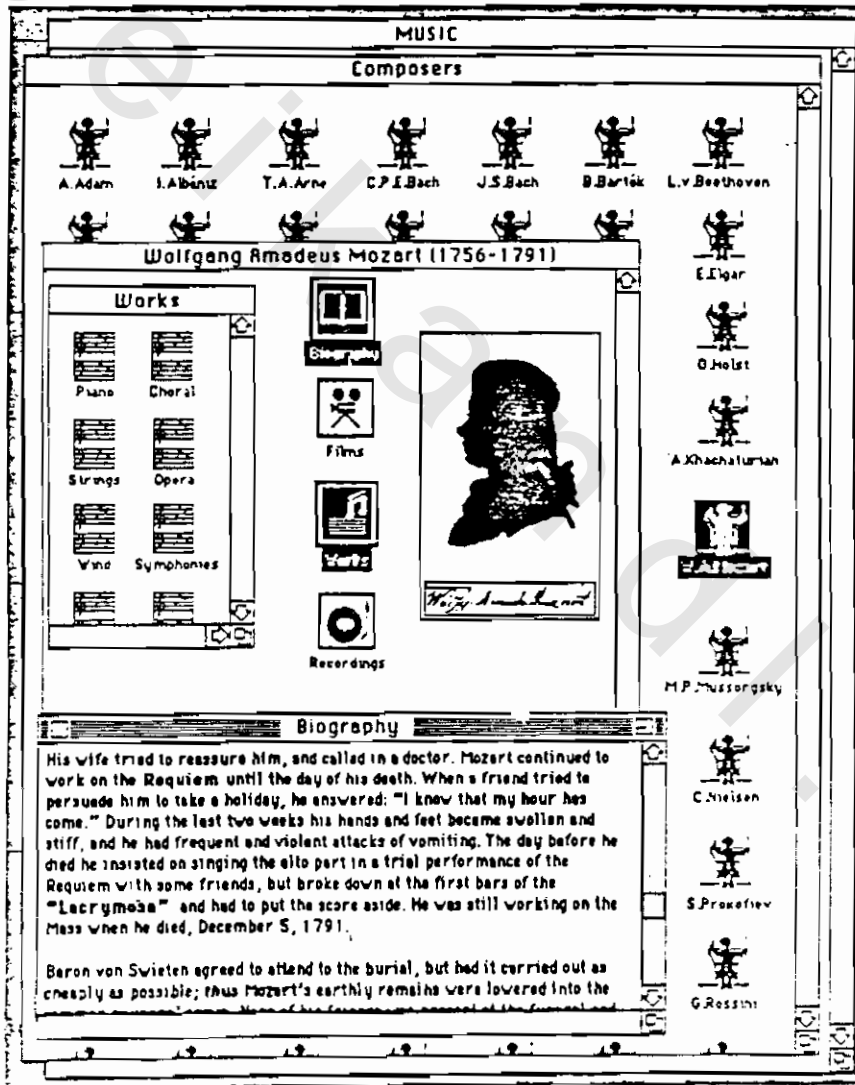 MUSIC
Composers
A.Adam
I.Albéniz
T.A.Arne
C.P.E.Bach
J.S.Bach
B.Bartók
L.v.Beethoven
E.Elgar
G.Holst
A.Khachaturian
W.A.Mozart
M.P.Mussorgsky
C.Nielsen
S.Prokofiev
G.Rossini
Wolfgang Amadeus Mozart (1756-1791)
Works
Piano
Choral
Strings
Opera
Wind
Symphonies
Biography
Films
Works
Recordings
Biography
His wife tried to reassure him, and called in a doctor. Mozart continued to
work on the Requiem until the day of his death. When a friend tried to
persuade him to take a holiday, he answered: "I know that my hour has
come." During the last two weeks his hands and feet became swollen and
stiff, and he had frequent and violent attacks of vomiting. The day before he
died he insisted on singing the alto part in a trial performance of the
Requiem with some friends, but broke down at the first bars of the
"Lacrymosa" and had to put the score aside. He was still working on the
Mass when he died, December 5, 1791.
Baron von Swieten agreed to attend to the burial, but had it carried out as
cheaply as possible; thus Mozart's earthly remains were lowered into the